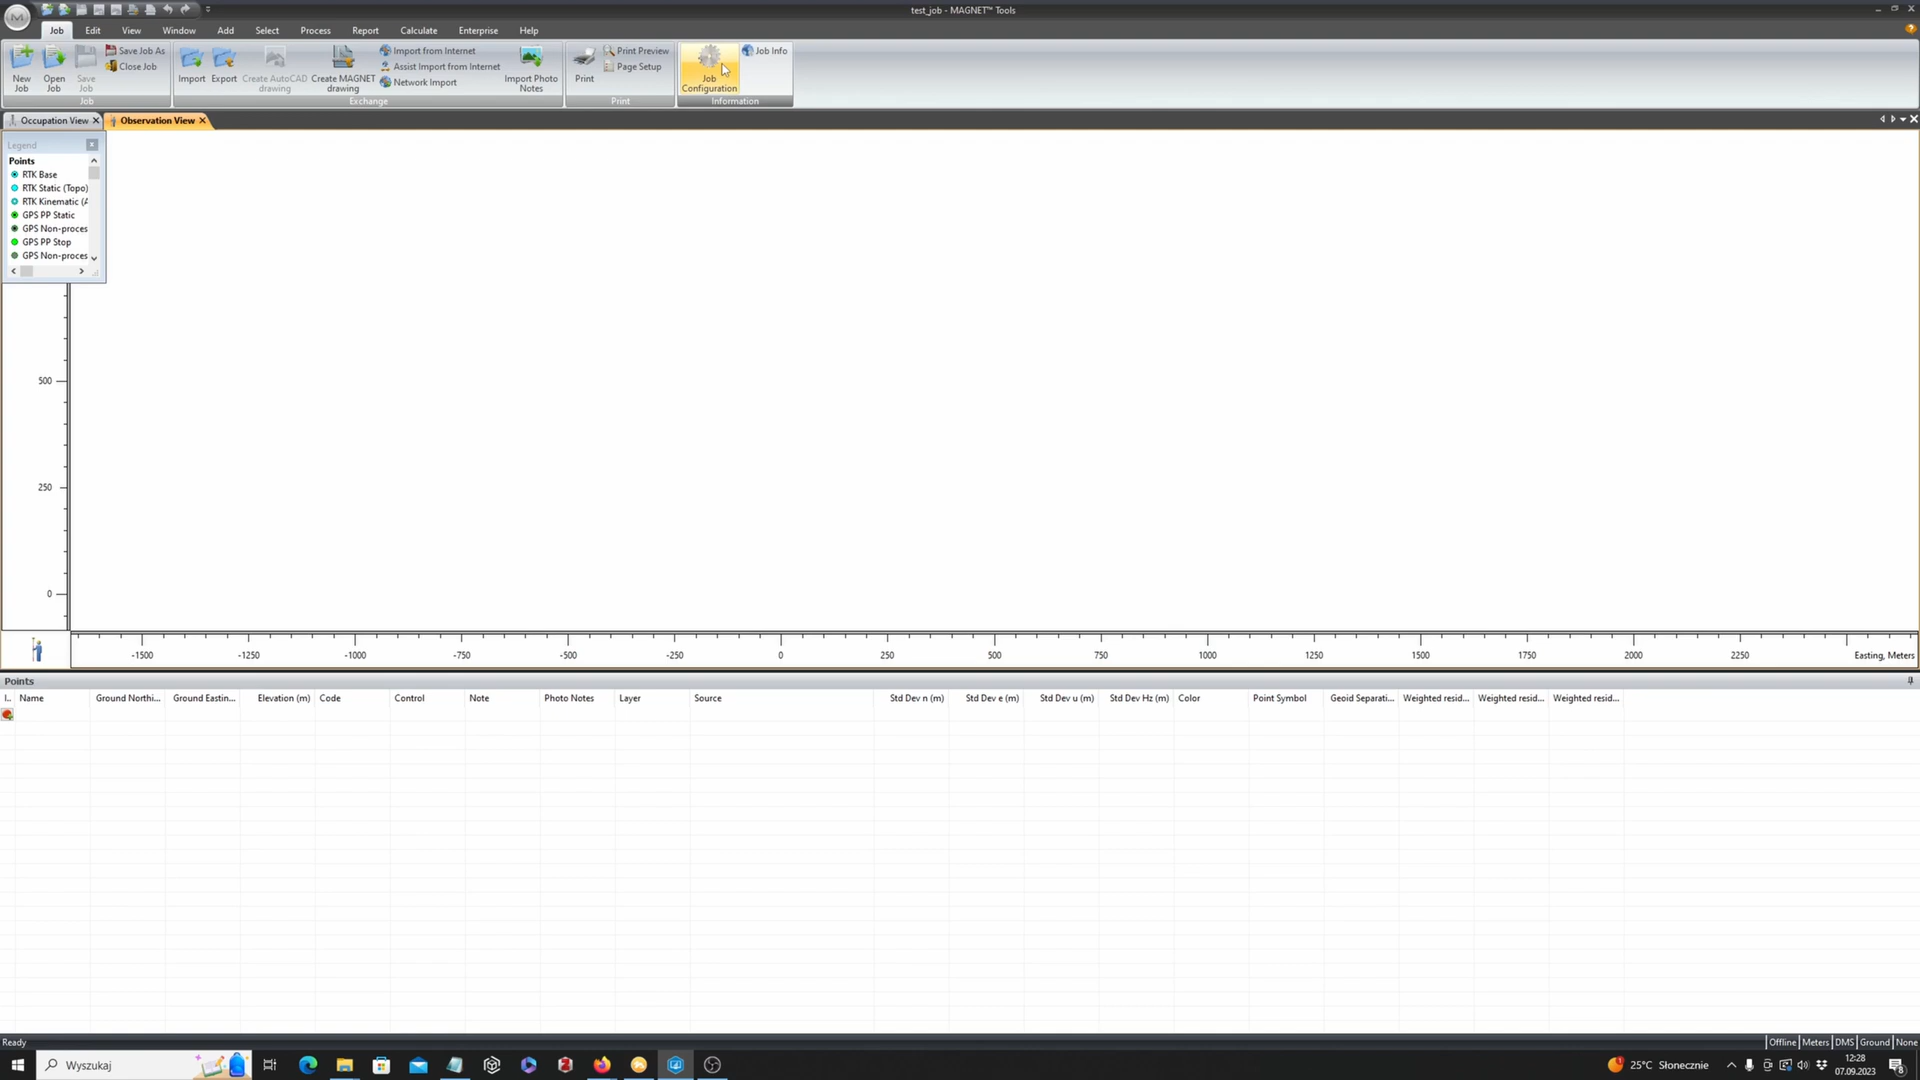 test_job - MAGNET™ Tools
Job Edit View Window Add Select Process Report Calculate Enterprise Help
New Job
Open Job
Save Job
Save Job As
Close Job
Job
Import
Export
Create AutoCAD drawing
Create MAGNET drawing
Import from Internet
Assist Import from Internet
Network Import
Import Photo Notes
Exchange
Print
Print Preview
Page Setup
Print
Job Configuration
Job Info
Information
Occupation View
Observation View
Legend
Points
RTK Base
RTK Static (Topo)
RTK Kinematic (A
GPS PP Static
GPS Non-proces
GPS PP Stop
GPS Non-proces
500
250
0
-1500 -1250 -1000 -750 -500 -250 0 250 500 750 1000 1250 1500 1750 2000 2250 Easting, Meters
Points
I... Name Ground Northi... Ground Eastin... Elevation (m) Code Control Note Photo Notes Layer Source Std Dev n (m) Std Dev e (m) Std Dev u (m) Std Dev Hz (m) Color Point Symbol Geoid Separati... Weighted resid... Weighted resid... Weighted resid...
Ready
Offline Meters DMS Ground None
Wyszukaj
25°C Słonecznie
12:28
07.09.2023
8